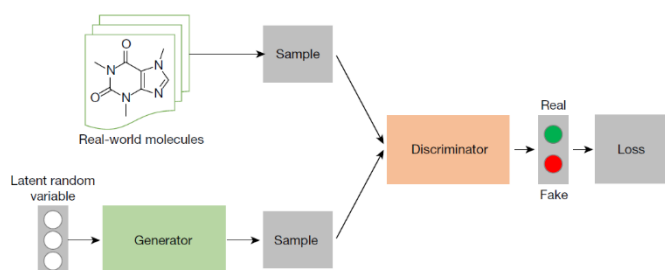 O
N
N
O
N
N
Real-world molecules
Sample
Latent random
variable
Generator
Sample
Discriminator
Real
Fake
Loss